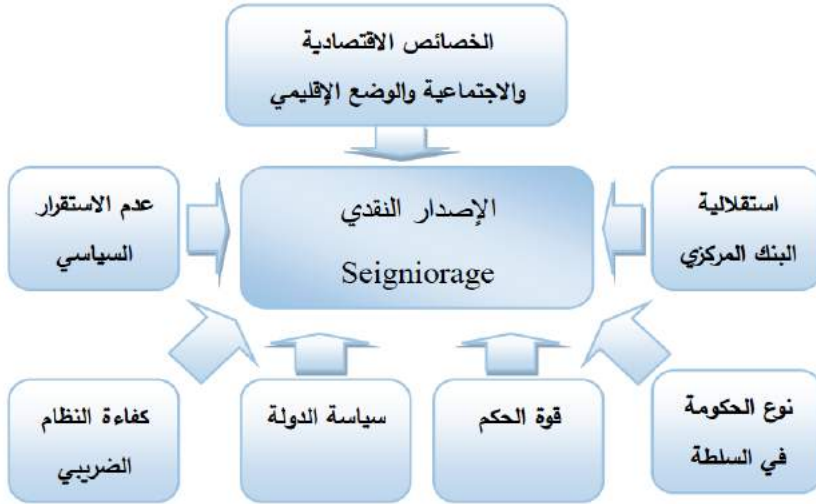 الخصائص الاقتصادية
والاجتماعية والوضع الإقليمي
استقلالية
البنك المركزي
الإصدار النقدي
Seigniorage
عدم الاستقرار
السياسي
نوع الحكومة
في السلطة
قوة الحكم
سياسة الدولة
كفاءة النظام
الضريبي